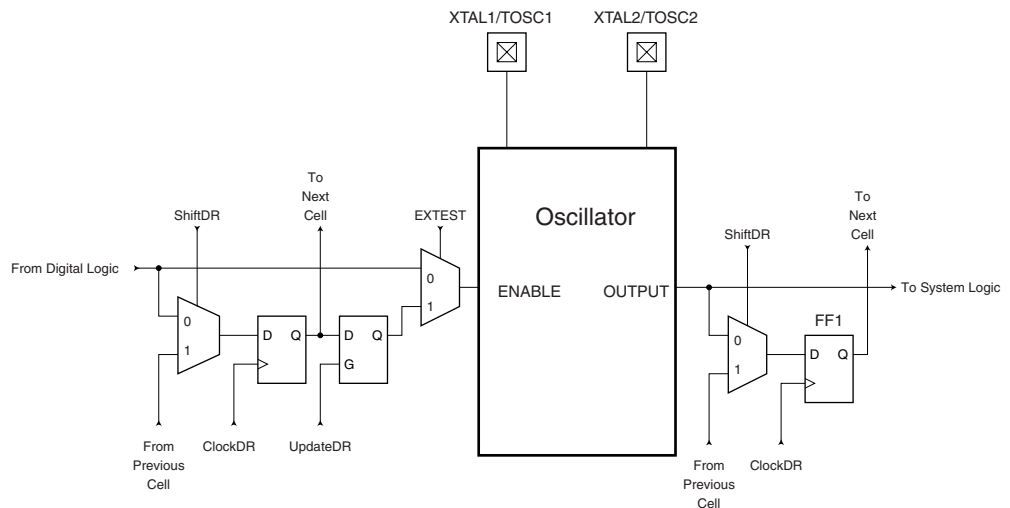 XTAL1/TOSC1
XTAL2/TOSC2
To
Next
Cell
To
Next
Cell
ShiftDR
EXTEST
Oscillator
ShiftDR
From Digital Logic
0
1
ENABLE
OUTPUT
To System Logic
0
1
D Q
D Q
G
FF1
0
1
D Q
From
Previous
Cell
ClockDR
UpdateDR
From
Previous
Cell
ClockDR